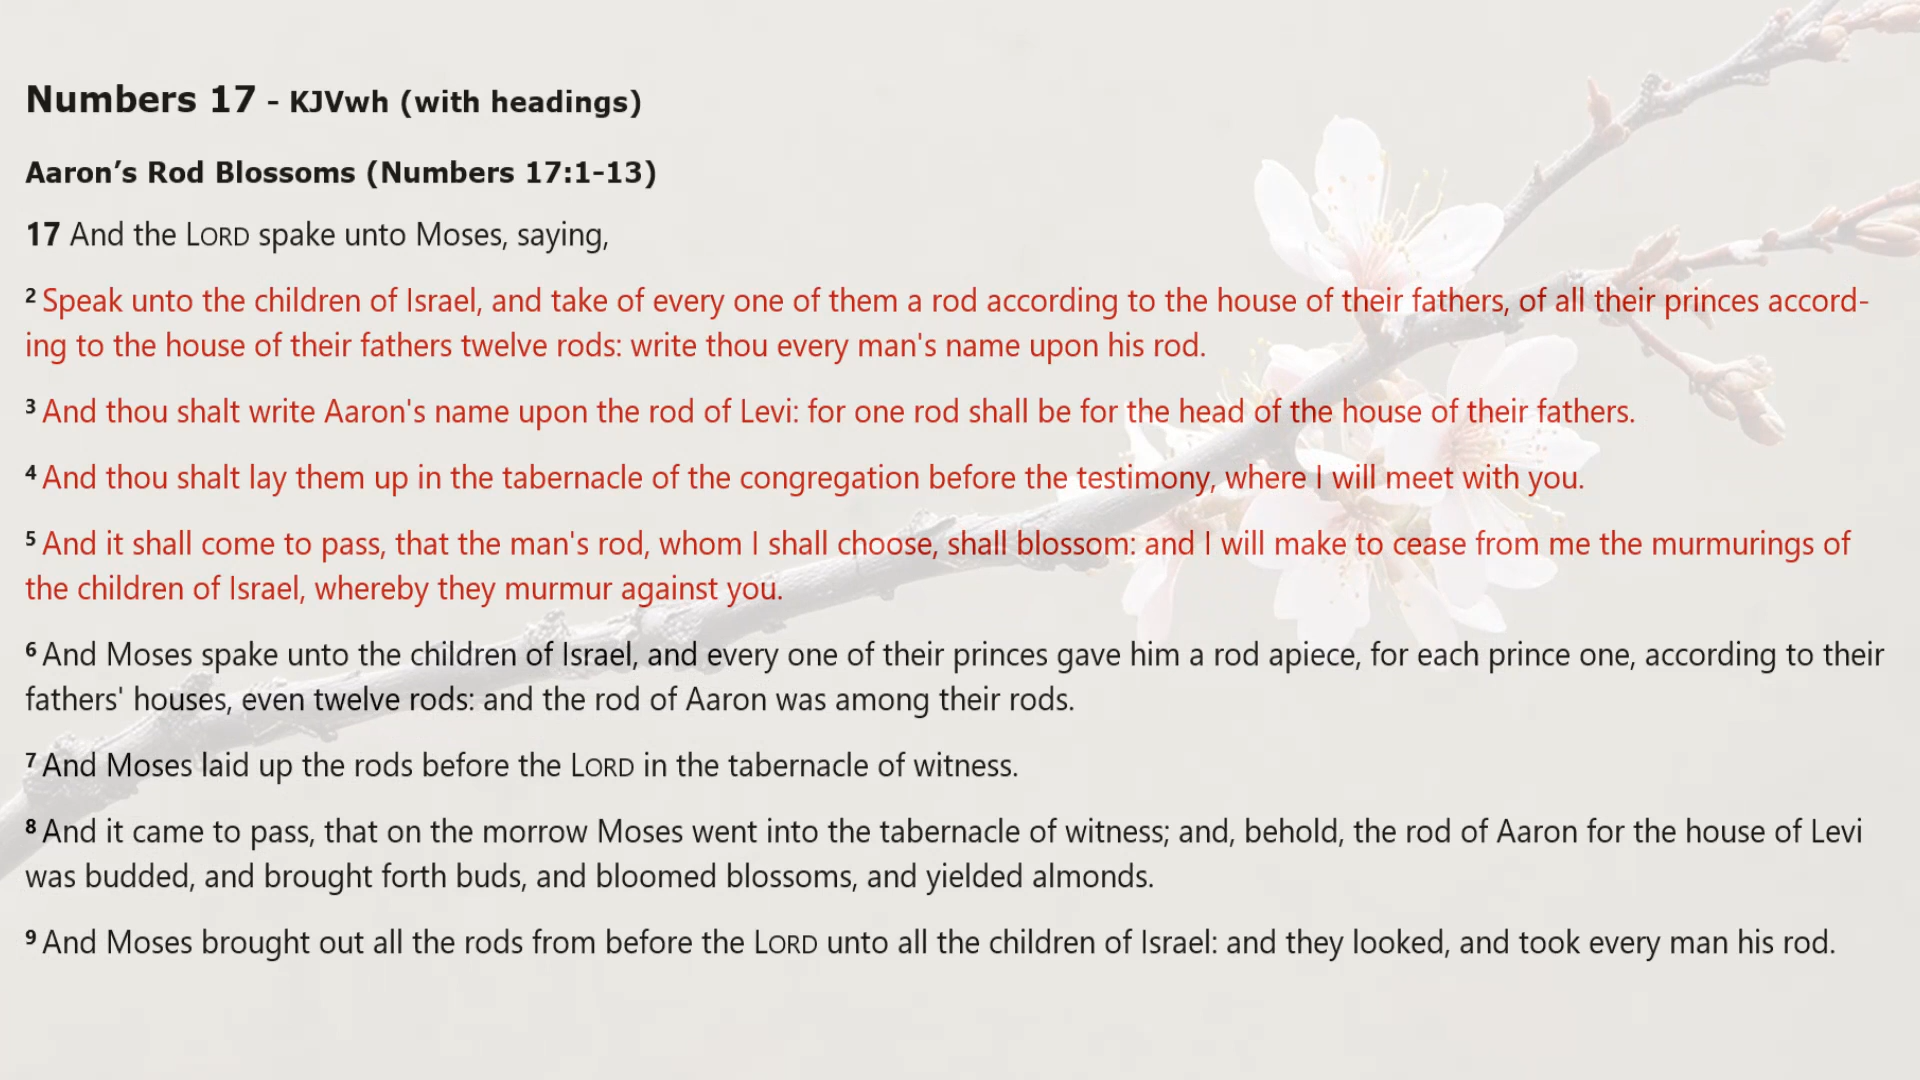 Numbers 17 - KJVwh (with headings)
Aaron’s Rod Blossoms (Numbers 17:1-13)
17 And the LORD spake unto Moses, saying,
2 Speak unto the children of Israel, and take of every one of them a rod according to the house of their fathers, of all their princes accord-
ing to the house of their fathers twelve rods: write thou every man's name upon his rod.
3 And thou shalt write Aaron's name upon the rod of Levi: for one rod shall be for the head of the house of their fathers.
4 And thou shalt lay them up in the tabernacle of the congregation before the testimony, where I will meet with you.
5 And it shall come to pass, that the man's rod, whom I shall choose, shall blossom: and I will make to cease from me the murmurings of
the children of Israel, whereby they murmur against you.
6 And Moses spake unto the children of Israel, and every one of their princes gave him a rod apiece, for each prince one, according to their
fathers' houses, even twelve rods: and the rod of Aaron was among their rods.
7 And Moses laid up the rods before the LORD in the tabernacle of witness.
8 And it came to pass, that on the morrow Moses went into the tabernacle of witness; and, behold, the rod of Aaron for the house of Levi
was budded, and brought forth buds, and bloomed blossoms, and yielded almonds.
9 And Moses brought out all the rods from before the LORD unto all the children of Israel: and they looked, and took every man his rod.